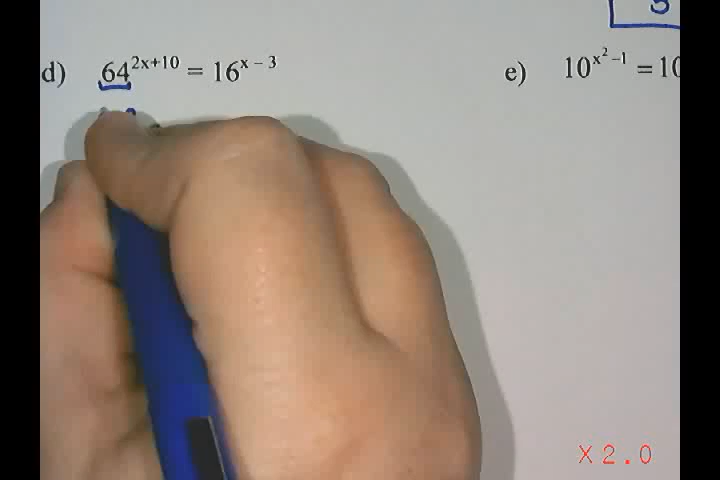 d) 64^{2x+10} = 16^{x – 3}
e) 10^{x^2 –1} = 10
X2.0